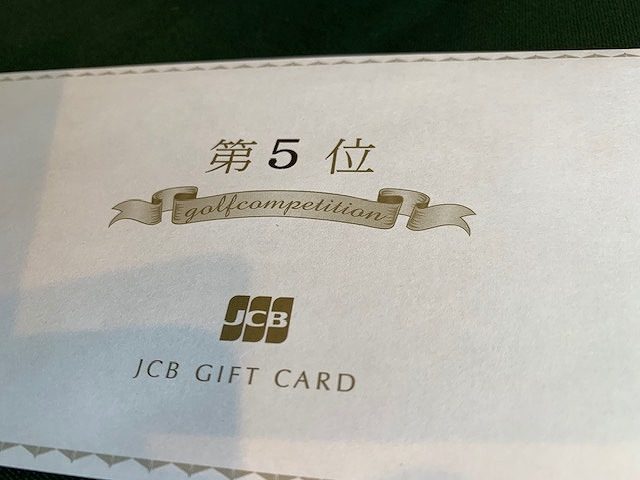 第5位
golfcompetition
JCB
JCB GIFT CARD